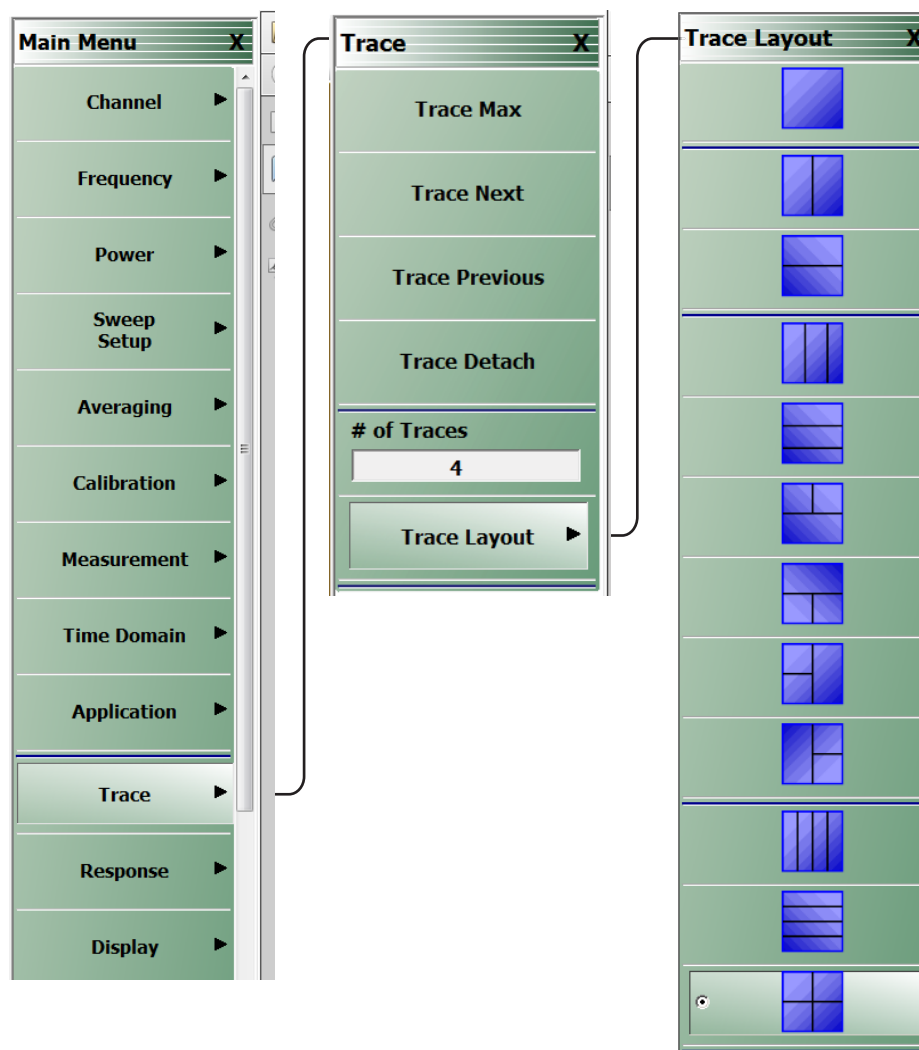 Main Menu X
Channel
Frequency
Power
Sweep
Setup
Averaging
Calibration
Measurement
Time Domain
Application
Trace
Response
Display
Trace X
Trace Max
Trace Next
Trace Previous
Trace Detach
# of Traces
4
Trace Layout
Trace Layout X